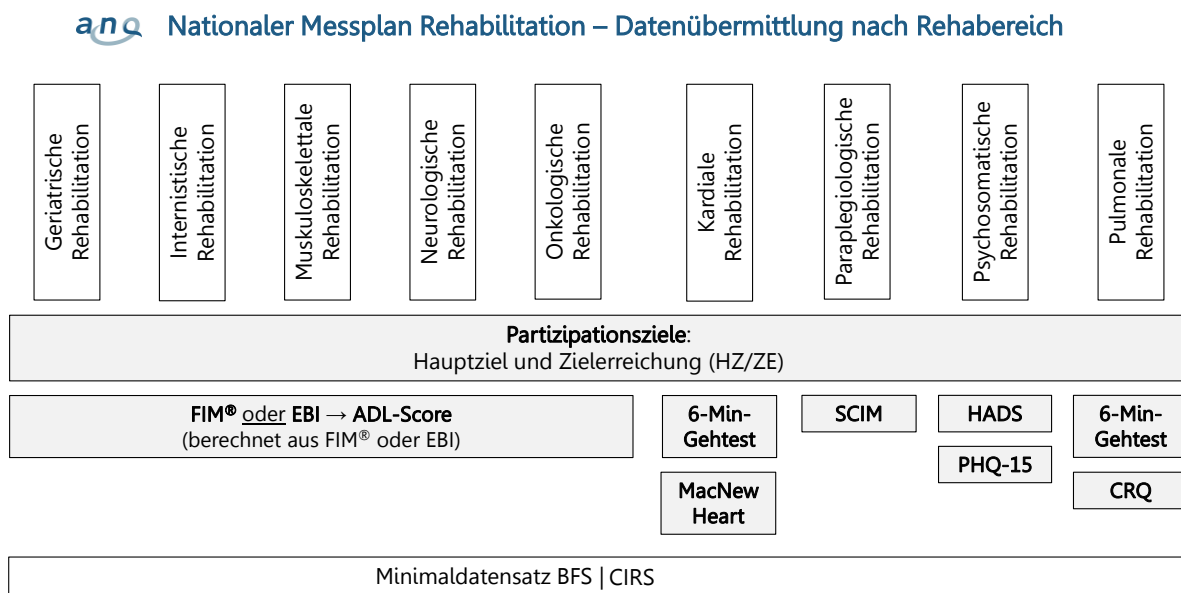 anq Nationaler Messplan Rehabilitation – Datenübermittlung nach Rehabereich
Geriatrische
Rehabilitation
Internistische
Rehabilitation
Muskuloskelettale
Rehabilitation
Neurologische
Rehabilitation
Onkologische
Rehabilitation
Kardiale
Rehabilitation
Paraplegiologische
Rehabilitation
Psychosomatische
Rehabilitation
Pulmonale
Rehabilitation
Partizipationsziele:
Hauptziel und Zielerreichung (HZ/ZE)
FIM® oder EBI → ADL-Score
(berechnet aus FIM® oder EBI)
6-Min-
Gehtest
MacNew
Heart
SCIM
HADS
PHQ-15
6-Min-
Gehtest
CRQ
Minimaldatensatz BFS | CIRS